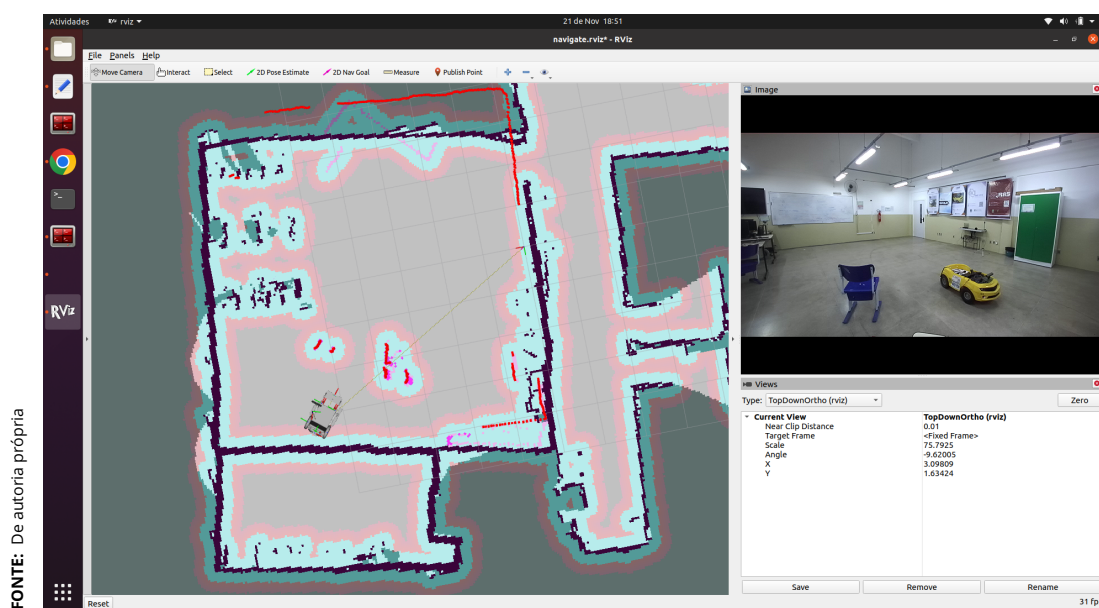 Atividades
rviz
21 de Nov 18:51
navigate.rviz* - RViz
File Panels Help
Move Camera Interact Select 2D Pose Estimate 2D Nav Goal Measure Publish Point
Image
RViz
Views
Type: TopDownOrtho (rviz) Zero
Current View TopDownOrtho (rviz)
Near Clip Distance 0.01
Target Frame <Fixed Frame>
Scale 75.7925
Angle -9.62005
X 3.09809
Y 1.63424
Save Remove Rename
Reset
31 fp
FONTE: De autoria própria